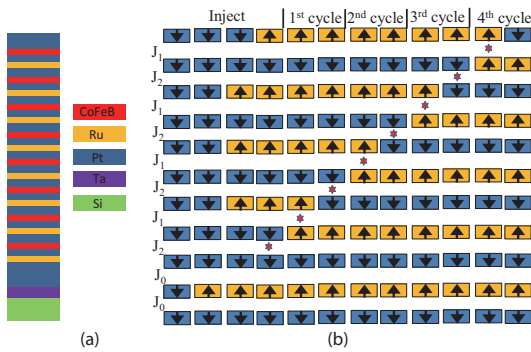 Inject 1st cycle 2nd cycle 3rd cycle 4th cycle
J1
J2
J1
J2
J1
J2
J1
J2
J0
J0
CoFeB
Ru
Pt
Ta
Si
(a)
(b)